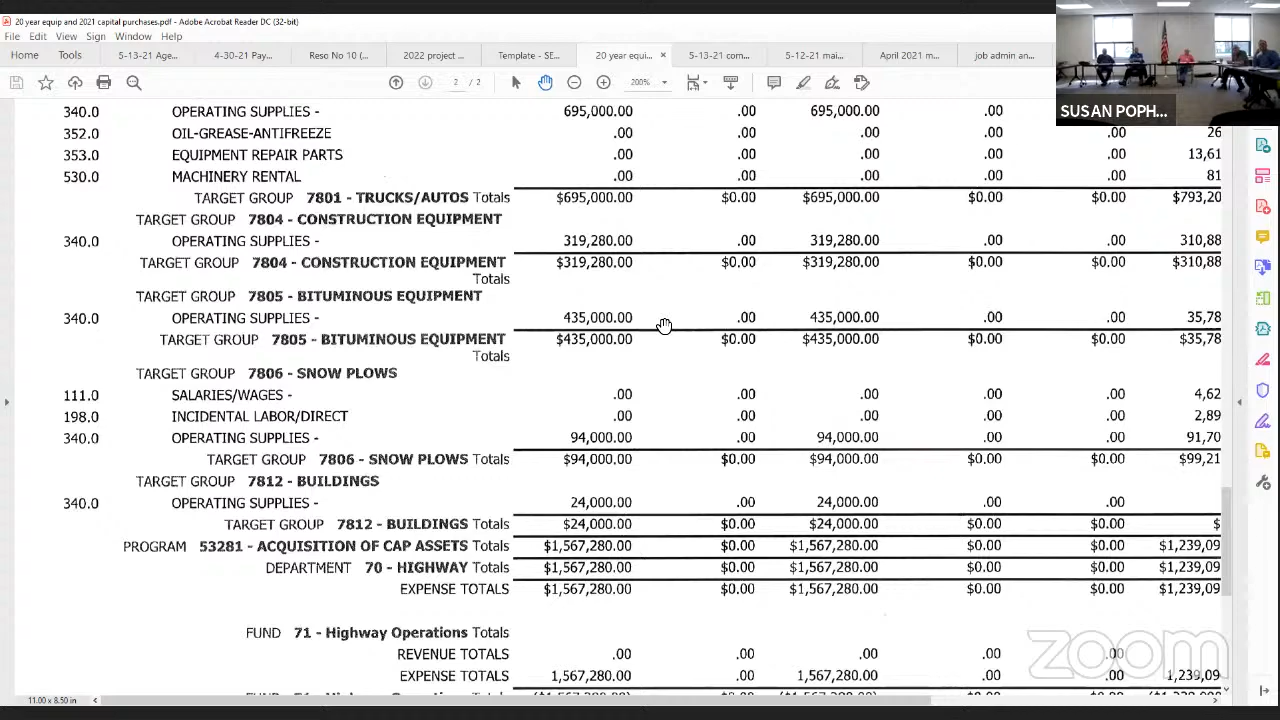 20 year equip and 2021 capital purchases.pdf - Adobe Acrobat Reader DC (32-bit)
File Edit View Sign Window Help
Home Tools 5-13-21 Age... 4-30-21 Pay... Reso No 10 (... 2022 project ... Template_SE... 20 year equi... × 5-13-21 com... 5-12-21 mai... April 2021 m... job admin an...
2 / 2 200%
SUSAN POPH...
340.0 OPERATING SUPPLIES - 695,000.00 .00 695,000.00 .00 .00
352.0 OIL-GREASE-ANTIFREEZE .00 .00 .00 .00 .00 26
353.0 EQUIPMENT REPAIR PARTS .00 .00 .00 .00 .00 13,61
530.0 MACHINERY RENTAL .00 .00 .00 .00 .00 81
TARGET GROUP 7801 - TRUCKS/AUTOS Totals $695,000.00 $0.00 $695,000.00 $0.00 $0.00 $793,20
TARGET GROUP 7804 - CONSTRUCTION EQUIPMENT
340.0 OPERATING SUPPLIES - 319,280.00 .00 319,280.00 .00 .00 310,88
TARGET GROUP 7804 - CONSTRUCTION EQUIPMENT $319,280.00 $0.00 $319,280.00 $0.00 $0.00 $310,88
Totals
TARGET GROUP 7805 - BITUMINOUS EQUIPMENT
340.0 OPERATING SUPPLIES - 435,000.00 .00 435,000.00 .00 .00 35,78
TARGET GROUP 7805 - BITUMINOUS EQUIPMENT $435,000.00 $0.00 $435,000.00 $0.00 $0.00 $35,78
Totals
TARGET GROUP 7806 - SNOW PLOWS
111.0 SALARIES/WAGES - .00 .00 .00 .00 .00 4,62
198.0 INCIDENTAL LABOR/DIRECT .00 .00 .00 .00 .00 2,89
340.0 OPERATING SUPPLIES - 94,000.00 .00 94,000.00 .00 .00 91,70
TARGET GROUP 7806 - SNOW PLOWS Totals $94,000.00 $0.00 $94,000.00 $0.00 $0.00 $99,21
TARGET GROUP 7812 - BUILDINGS
340.0 OPERATING SUPPLIES - 24,000.00 .00 24,000.00 .00 .00
TARGET GROUP 7812 - BUILDINGS Totals $24,000.00 $0.00 $24,000.00 $0.00 $0.00 $
PROGRAM 53281 - ACQUISITION OF CAP ASSETS Totals $1,567,280.00 $0.00 $1,567,280.00 $0.00 $0.00 $1,239,09
DEPARTMENT 70 - HIGHWAY Totals $1,567,280.00 $0.00 $1,567,280.00 $0.00 $0.00 $1,239,09
EXPENSE TOTALS $1,567,280.00 $0.00 $1,567,280.00 $0.00 $0.00 $1,239,09
FUND 71 - Highway Operations Totals
REVENUE TOTALS .00 .00 .00 .00 .00
EXPENSE TOTALS 1,567,280.00 .00 1,567,280.00 .00 .00 1,239,09
zoom
11.00 x 8.50 in